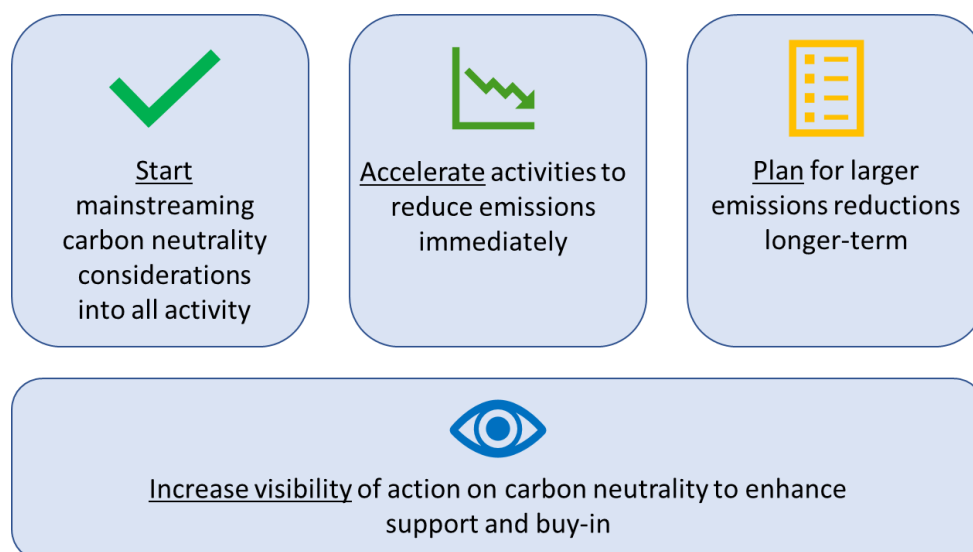 Start
mainstreaming
carbon neutrality
considerations
into all activity
Accelerate activities to
reduce emissions
immediately
Plan for larger
emissions reductions
longer-term
Increase visibility of action on carbon neutrality to enhance
support and buy-in